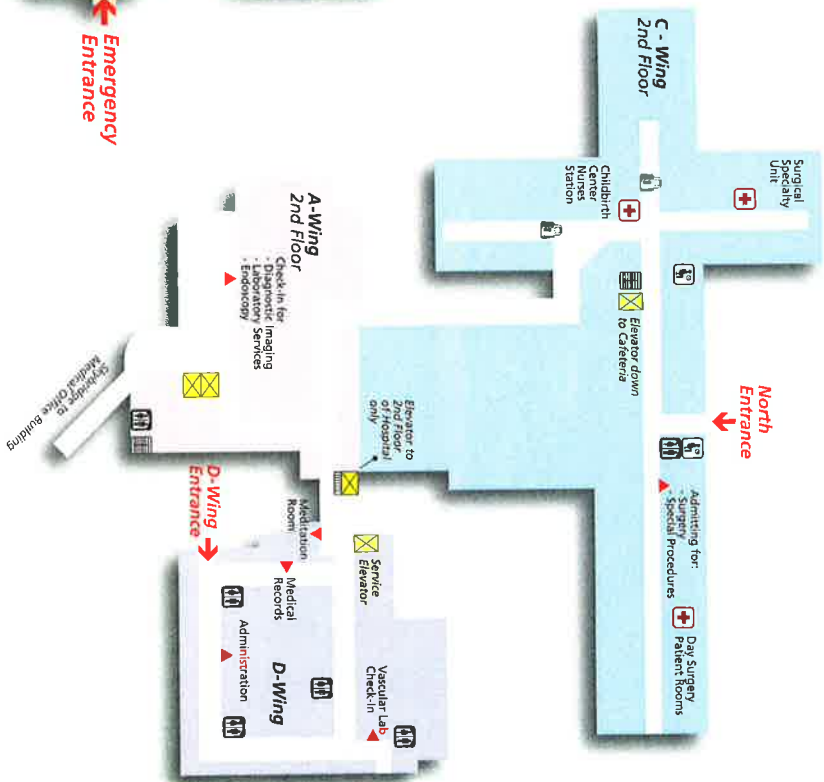 Emergency
Entrance
C - Wing
2nd Floor
Surgical
Specialty
Unit
Childbirth
Center
Nurses
Station
Elevator down
to Cafeteria
North
Entrance
Admitting for:
- Surgery
- Special Procedures
Day Surgery
Patient Rooms
A-Wing
2nd Floor
Check-In for
- Diagnostic Imaging
- Laboratory Services
- Endoscopy
Elevator to
2nd Floor
of Hospital
only
Skybridge to
Medical Office Building
D-Wing
Entrance
Meditation
Room
Service
Elevator
Medical
Records
Administration
D-Wing
Vascular Lab
Check-In